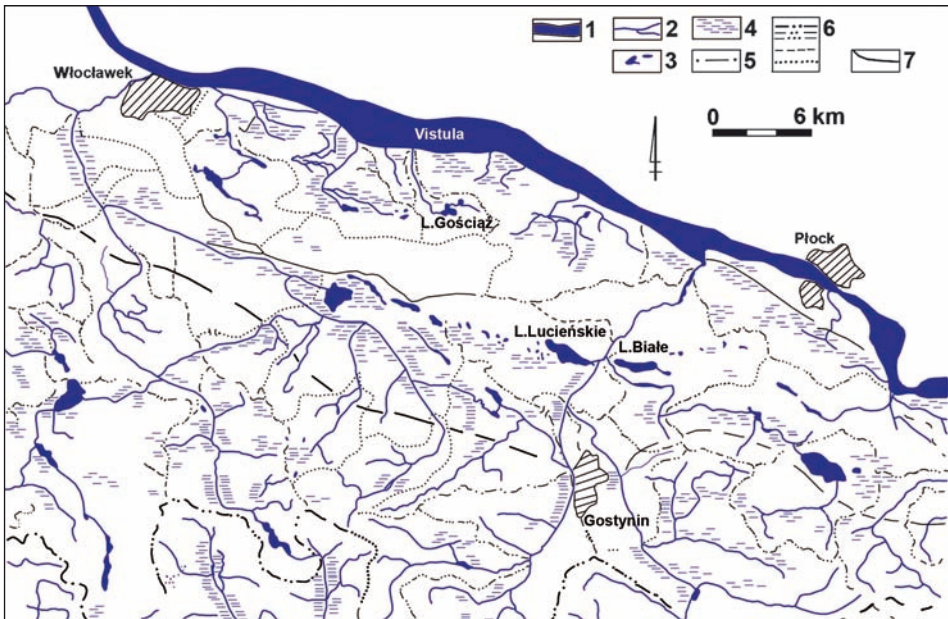 1
2
4
6
3
5
7
0
6 km
Włocławek
Vistula
L.Gościąż
Płock
L.Lucieńskie
L.Białe
Gostynin